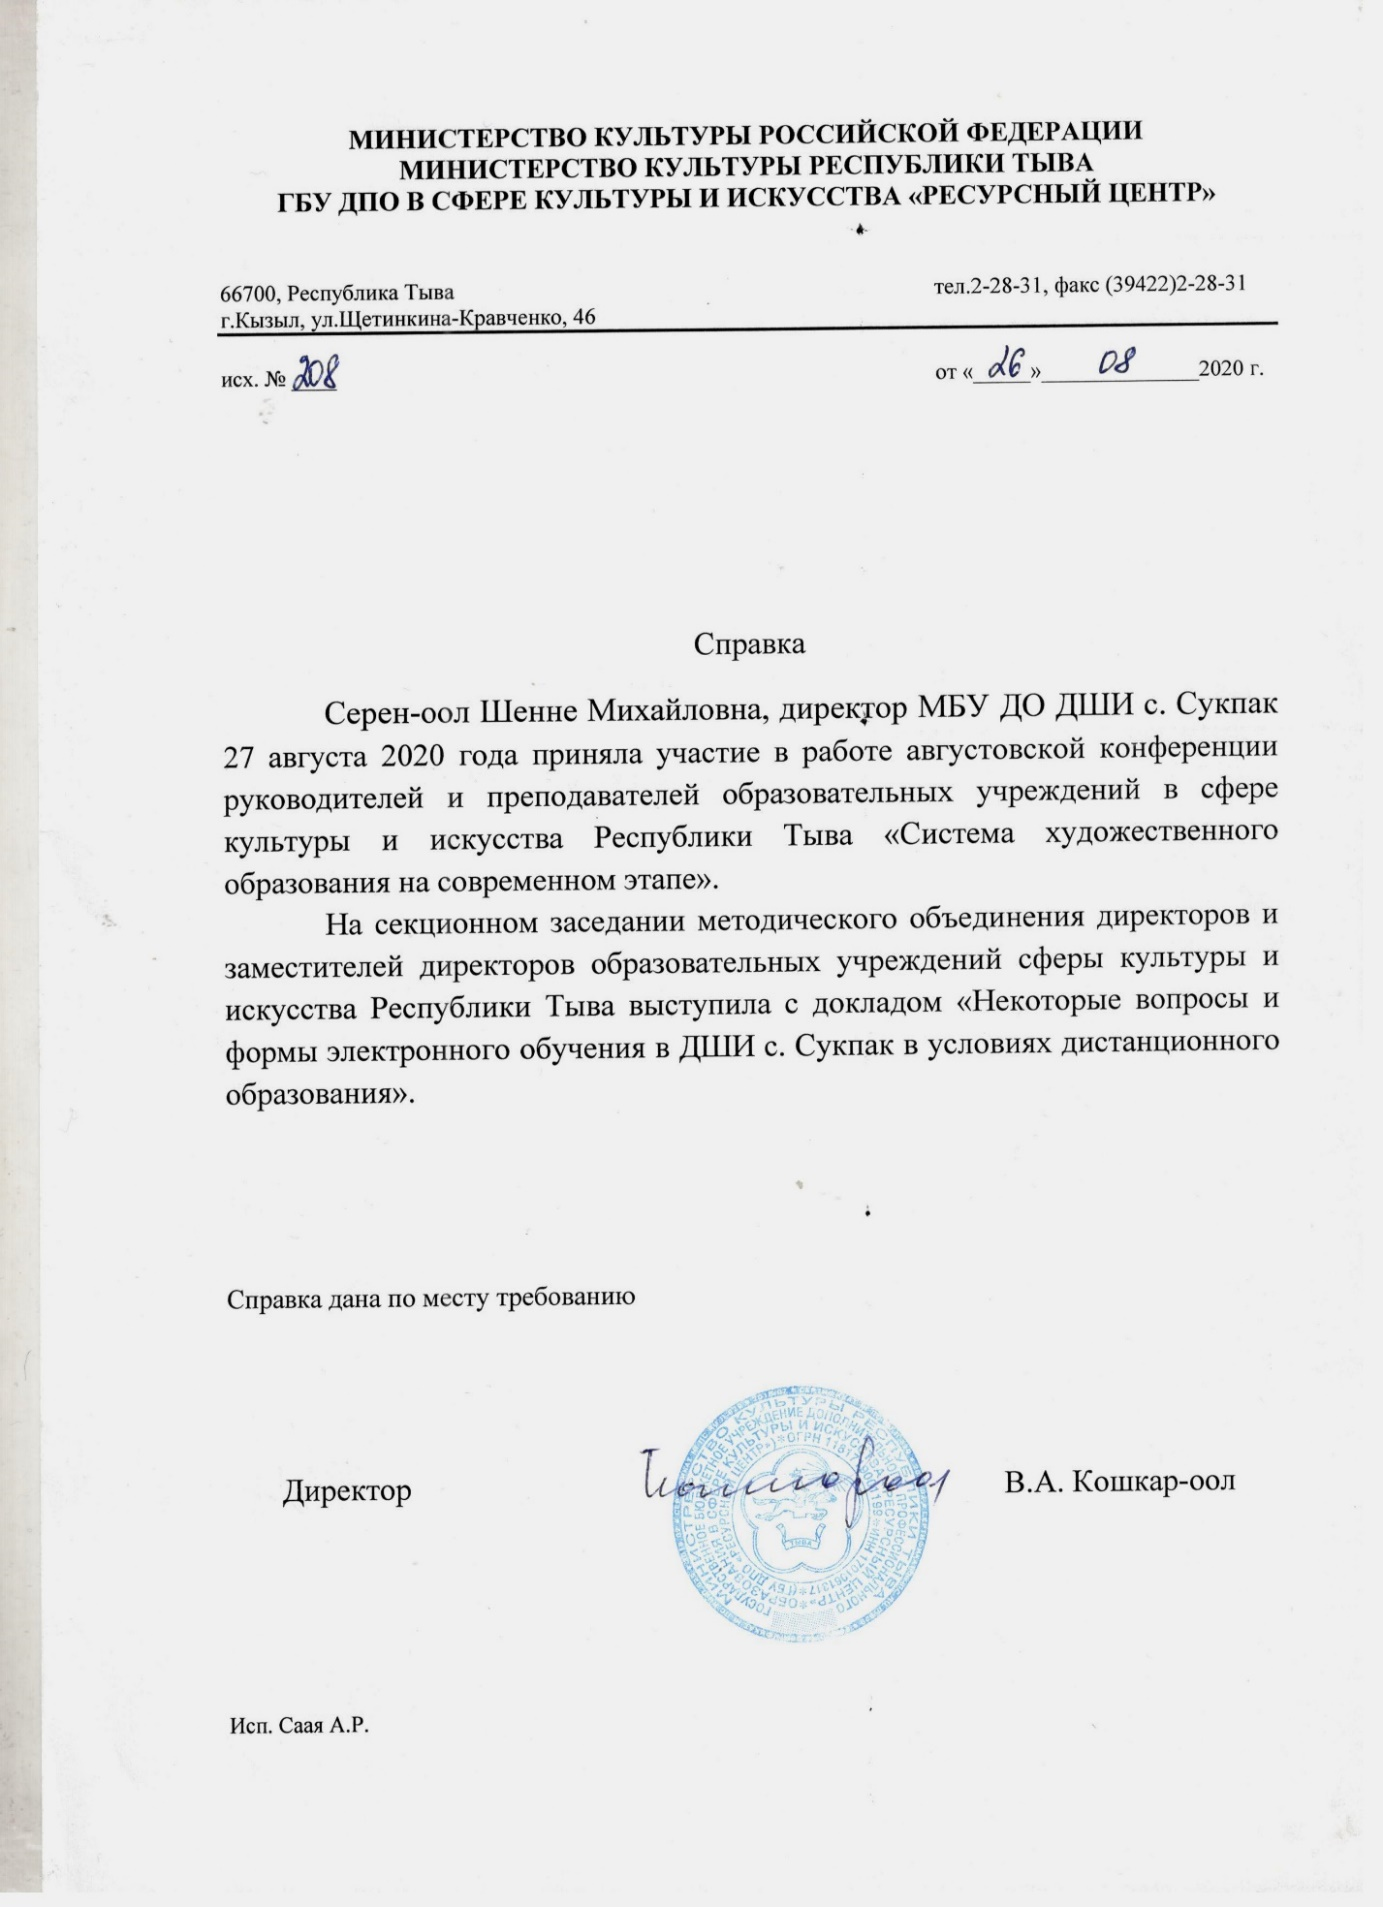 МИНИСТЕРСТВО КУЛЬТУРЫ РОССИЙСКОЙ ФЕДЕРАЦИИ
МИНИСТЕРСТВО КУЛЬТУРЫ РЕСПУБЛИКИ ТЫВА
ГБУ ДПО В СФЕРЕ КУЛЬТУРЫ И ИСКУССТВА «РЕСУРСНЫЙ ЦЕНТР»
66700, Республика Тыва
тел.2-28-31, факс (39422)2-28-31
г.Кызыл, ул.Щетинкина-Кравченко, 46
исх. № 208
от «26» 08 2020 г.
Справка
Серен-оол Шенне Михайловна, директор МБУ ДО ДШИ с. Сукпак
27 августа 2020 года приняла участие в работе августовской конференции
руководителей и преподавателей образовательных учреждений в сфере
культуры и искусства Республики Тыва «Система художественного
образования на современном этапе».
На секционном заседании методического объединения директоров и
заместителей директоров образовательных учреждений сферы культуры и
искусства Республики Тыва выступила с докладом «Некоторые вопросы и
формы электронного обучения в ДШИ с. Сукпак в условиях дистанционного
образования».
Справка дана по месту требованию
Директор
МИНИСТЕРСТВО КУЛЬТУРЫ РЕСПУБЛИКИ ТЫВА
ТЫВА
В.А. Кошкар-оол
Исп. Саая А.Р.